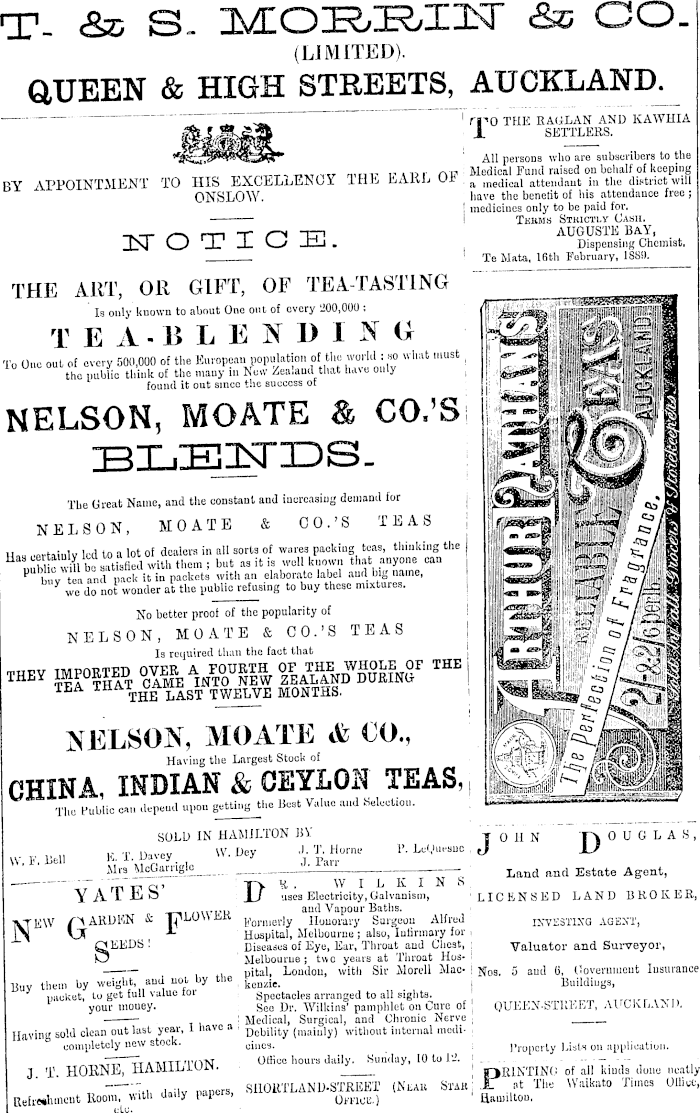 T. & S. MORRIN & CO.
(LIMITED).
QUEEN & HIGH STREETS, AUCKLAND.
BY APPOINTMENT TO HIS EXCELLENCY THE EARL OF
ONSLOW.
NOTICE.
THE ART, OR GIFT, OF TEA-TASTING
Is only known to about One out of every 200,000 :
TEA-BLENDING
To One out of every 500,000 of the European population of the world ; so what must
the public think of the many in New Zealand that have only
found it out since the success of
NELSON, MOATE & CO.'S
BLENDS.
The Great Name, and the constant and increasing demand for
NELSON, MOATE & CO.'S TEAS
Has certainly led to a lot of dealers in all sorts of wares packing teas, thinking the
public will be satisfied with them ; but as it is well known that anyone can
buy tea and pack it in packets with an elaborate label and big name,
we do not wonder at the public refusing to buy these mixtures.
No better proof of the popularity of
NELSON, MOATE & CO.'S TEAS
Is required than the fact that
THEY IMPORTED OVER A FOURTH OF THE WHOLE OF THE
TEA THAT CAME INTO NEW ZEALAND DURING
THE LAST TWELVE MONTHS.
NELSON, MOATE & CO.,
Having the Largest Stock of
CHINA, INDIAN & CEYLON TEAS,
The Public can depend upon getting the Best Value and Selection.
SOLD IN HAMILTON BY
W. F. Bell E. T. Davey W. Dey J. T. Horne P. LeQuesne
Mrs McGarrigle J. Parr
YATES'
NEW GARDEN & FLOWER
SEEDS!
Buy them by weight, and not by the
packet, to get full value for
your money.
Having sold clean out last year, I have a
completely new stock.
J. T. HORNE, HAMILTON.
Refreshment Room, with daily papers,
etc.
DR. WILKINS
uses Electricity, Galvanism,
and Vapour Baths.
Formerly Honorary Surgeon Alfred
Hospital, Melbourne ; also, Infirmary for
Diseases of Eye, Ear, Throat and Chest,
Melbourne ; two years at Throat Hos-
pital, London, with Sir Morell Mac-
kenzie.
Spectacles arranged to all sights.
See Dr. Wilkins' pamphlet on Cure of
Medical, Surgical, and Chronic Nerve
Debility (mainly) without internal medi-
cines.
Office hours daily. Sunday, 10 to 12.
SHORTLAND-STREET (NEAR STAR
OFFICE.)
TO THE RAGLAN AND KAWHIA
SETTLERS.
All persons who are subscribers to the
Medical Fund raised on behalf of keeping
a medical attendant in the district will
have the benefit of his attendance free ;
medicines only to be paid for.
TERMS STRICTLY CASH.
AUGUSTE BAY,
Dispensing Chemist.
Te Mata, 16th February, 1889.
ARTHUR NATHAN'S
RELIABLE TEAS
AUCKLAND
The Perfection of Fragrance.
2/- & 2/6 per lb.
Grocers & Storekeepers
JOHN DOUGLAS,
Land and Estate Agent,
LICENSED LAND BROKER,
INVESTING AGENT,
Valuator and Surveyor,
Nos. 5 and 6, Government Insurance
Buildings,
QUEEN-STREET, AUCKLAND.
Property Lists on application.
PRINTING of all kinds done neatly
at The Waikato Times Office,
Hamilton.